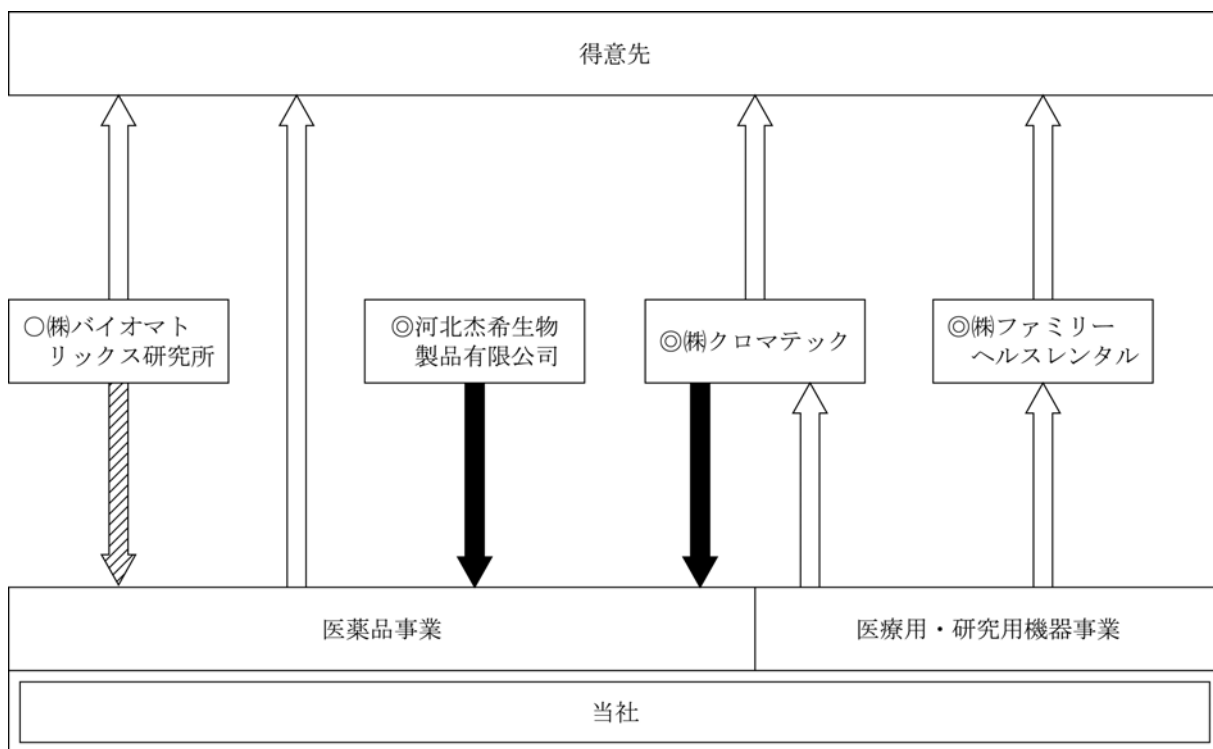 得意先
○㈱バイオマト
リックス研究所
◎河北杰希生物
製品有限公司
◎㈱クロマテック
◎㈱ファミリー
ヘルスレンタル
医薬品事業
医療用・研究用機器事業
当社